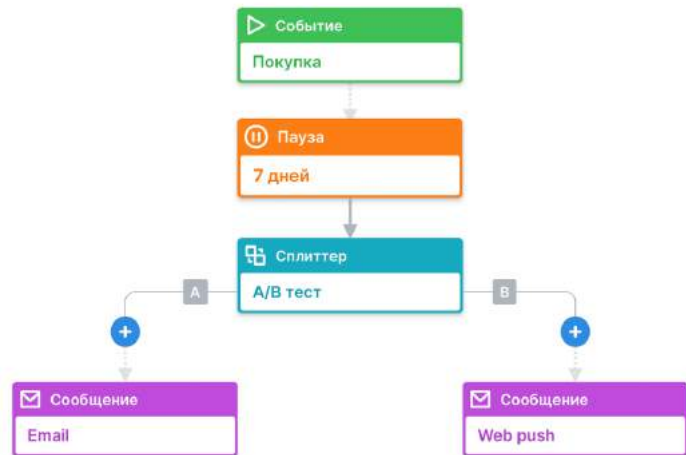 Событие
Покупка
Пауза
7 дней
Сплиттер
A
A/B тест
B
Сообщение
Email
Сообщение
Web push